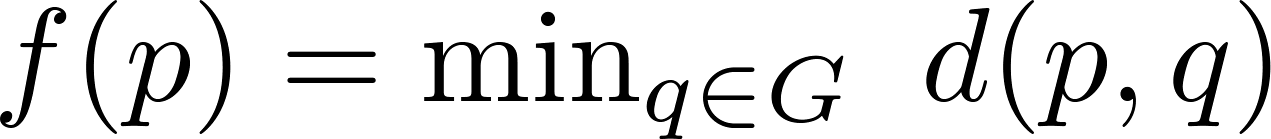 f(p) = min_{q∈G} d(p, q)